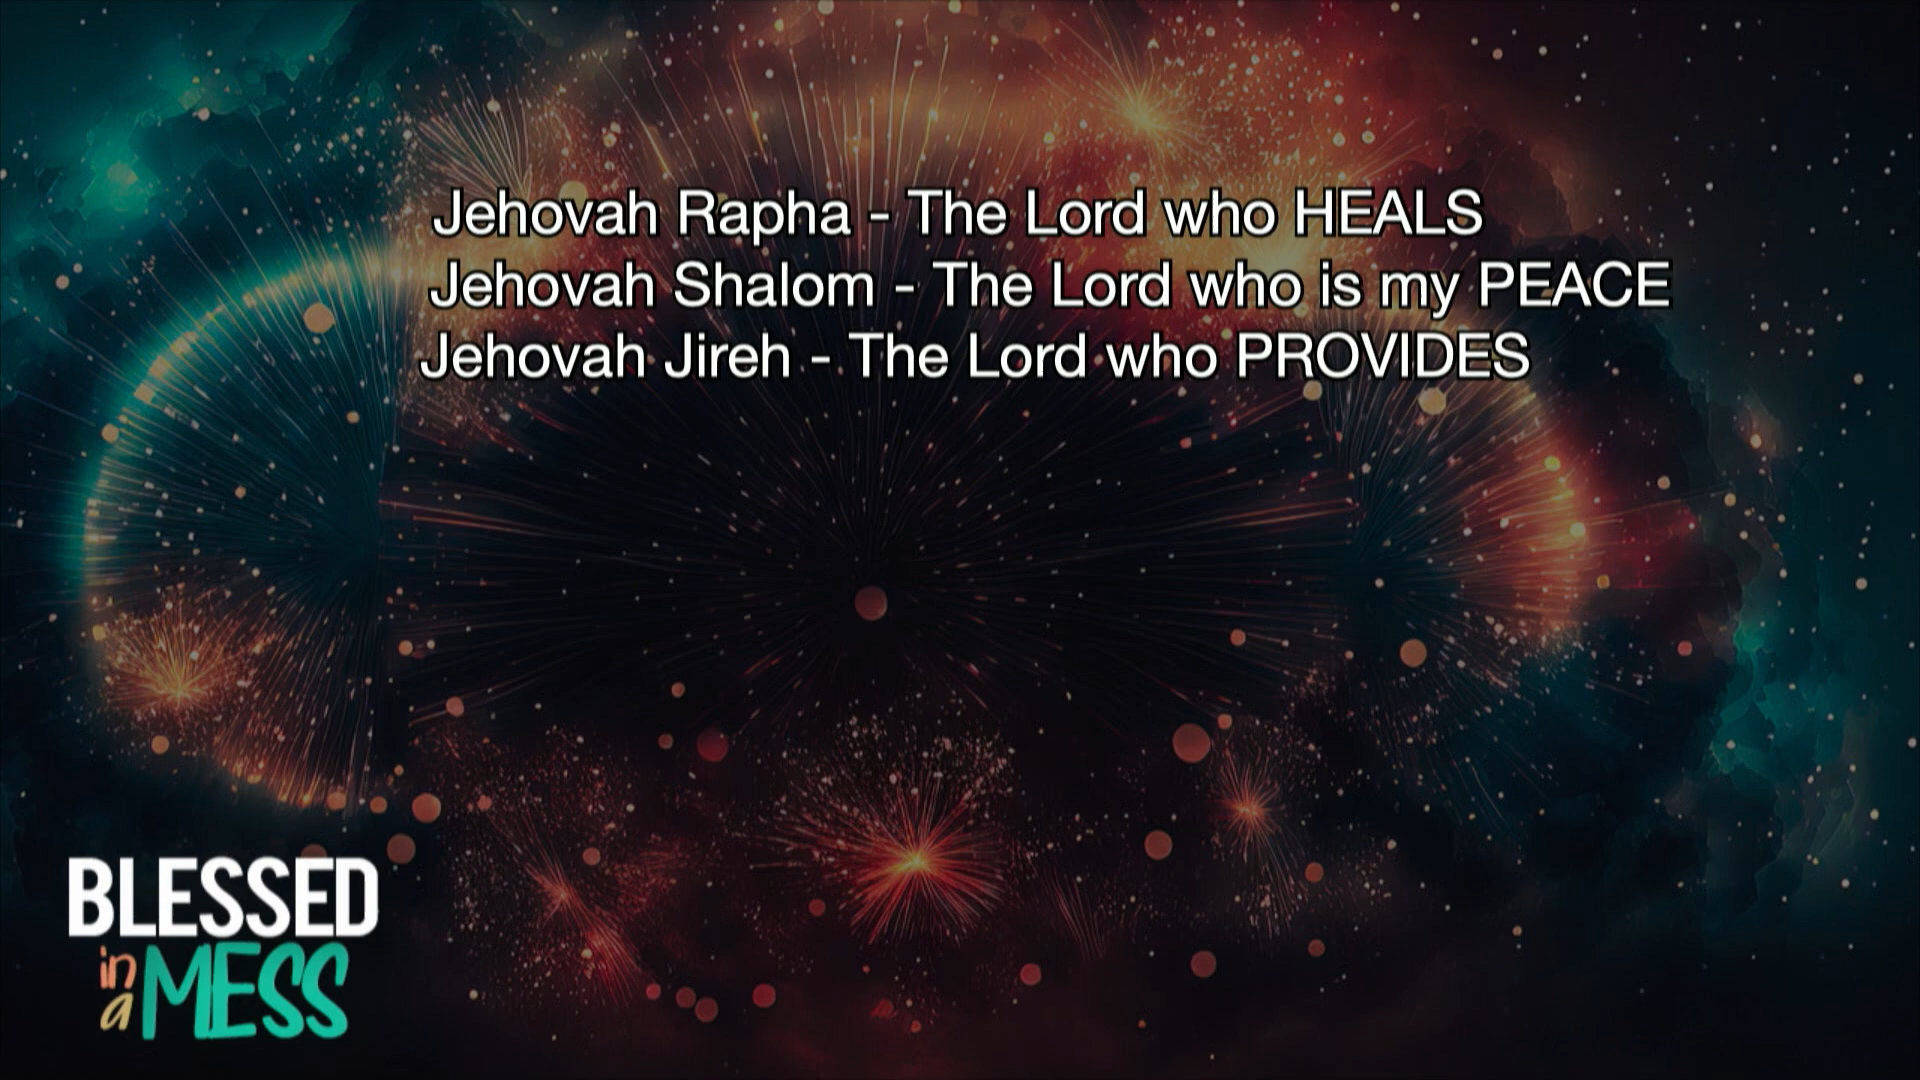 Jehovah Rapha - The Lord who HEALS
Jehovah Shalom - The Lord who is my PEACE
Jehovah Jireh - The Lord who PROVIDES
BLESSED
in a MESS